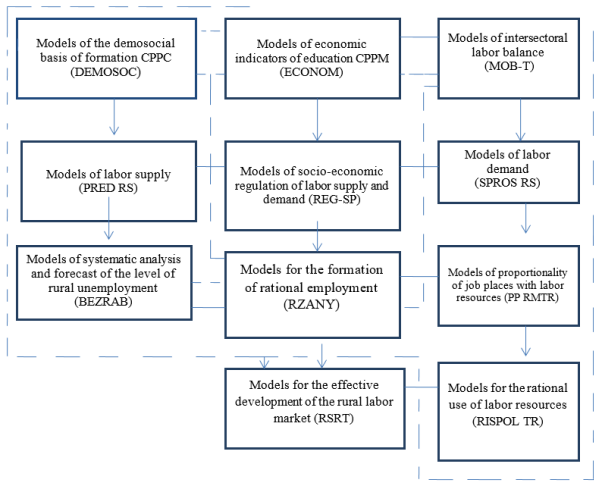 Models of the demosocial
basis of formation CPPC
(DEMOSOC)
Models of economic
indicators of education CPPM
(ECONOM)
Models of intersectoral
labor balance
(MOB-T)
Models of labor supply
(PRED RS)
Models of socio-economic
regulation of labor supply and
demand (REG-SP)
Models of labor
demand
(SPROS RS)
Models of systematic analysis
and forecast of the level of
rural unemployment
(BEZRAB)
Models for the formation
of rational employment
(RZANY)
Models of proportionality
of job places with labor
resources (PP RMTR)
Models for the effective
development of the rural labor
market (RSRT)
Models for the rational
use of labor resources
(RISPOL TR)